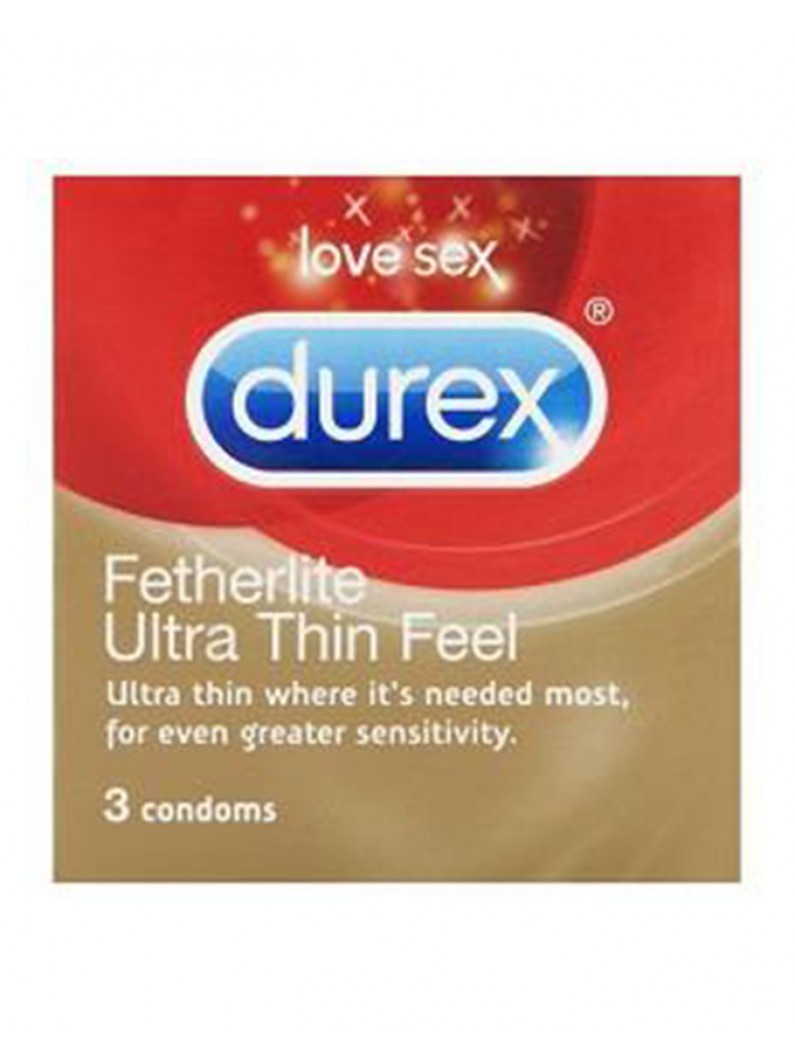 love sex
durex®
Fetherlite
Ultra Thin Feel
Ultra thin where it's needed most,
for even greater sensitivity.
3 condoms